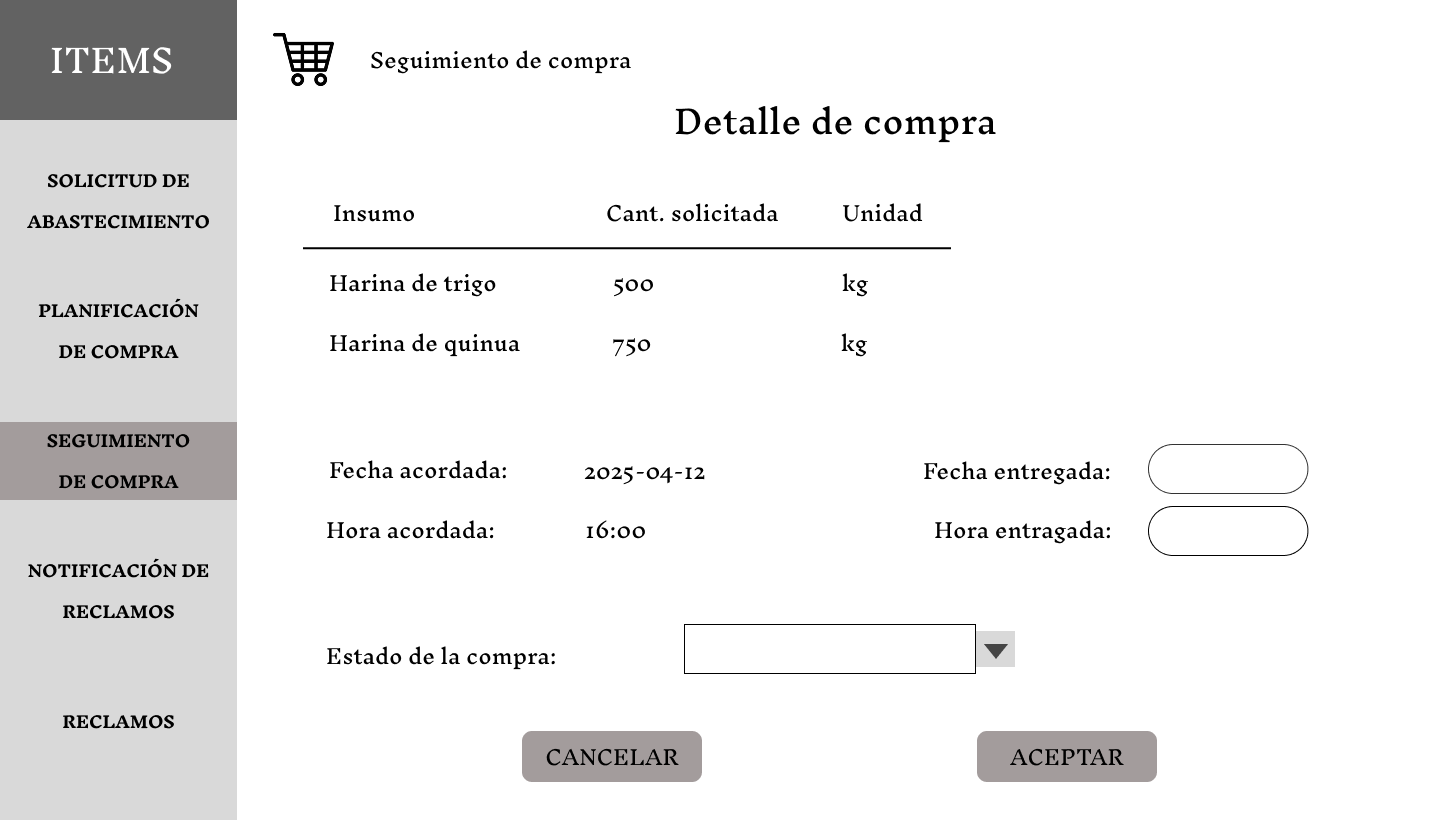 ITEMS
SOLICITUD DE
ABASTECIMIENTO
PLANIFICACIÓN
DE COMPRA
SEGUIMIENTO
DE COMPRA
NOTIFICACIÓN DE
RECLAMOS
RECLAMOS
Seguimiento de compra
Detalle de compra
Insumo Cant. solicitada Unidad
Harina de trigo 500 kg
Harina de quinua 750 kg
Fecha acordada: 2025-04-12 Fecha entregada:
Hora acordada: 16:00 Hora entragada:
Estado de la compra:
CANCELAR ACEPTAR